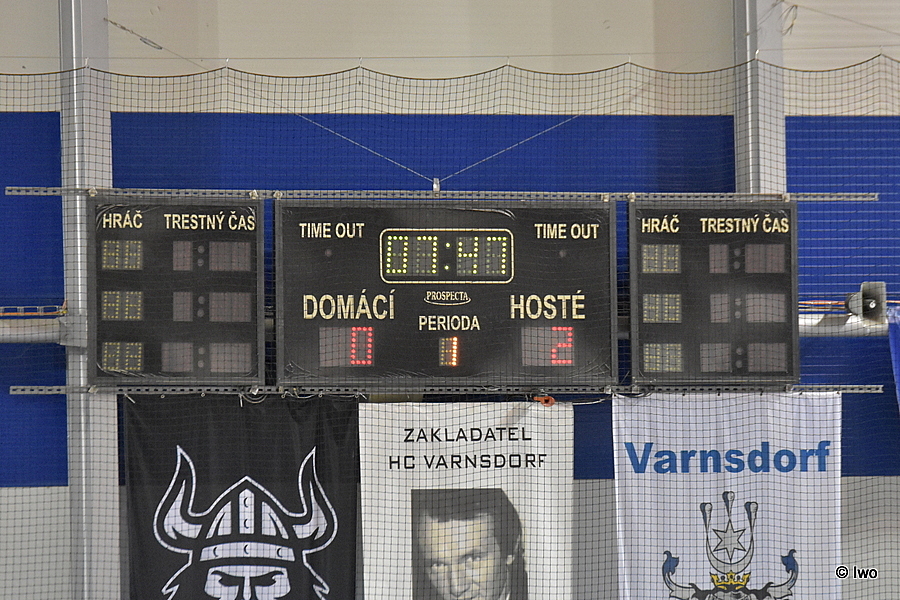 HRÁČ TRESTNÝ ČAS
TIME OUT 07:47 TIME OUT
DOMÁCÍ PROSPECTA HOSTÉ
PERIODA
0 1 2
HRÁČ TRESTNÝ ČAS
ZAKLADATEL
HC VARNSDORF
Varnsdorf
© Iwo